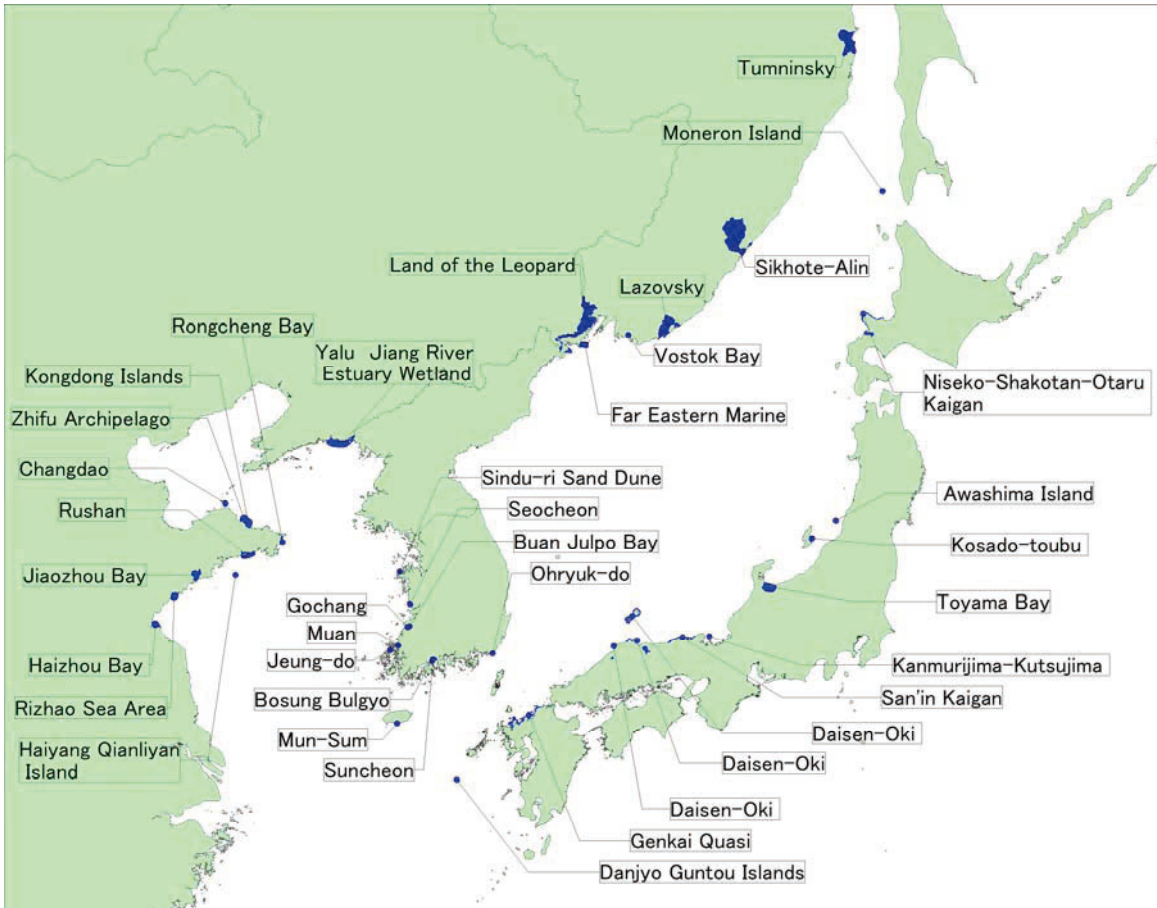 Tumninsky
Moneron Island
Sikhote-Alin
Land of the Leopard
Lazovsky
Rongcheng Bay
Yalu Jiang River
Estuary Wetland
Vostok Bay
Kongdong Islands
Niseko-Shakotan-Otaru
Kaigan
Far Eastern Marine
Zhifu Archipelago
Changdao
Sindu-ri Sand Dune
Awashima Island
Rushan
Seocheon
Kosado-toubu
Buan Julpo Bay
Jiaozhou Bay
Ohryuk-do
Toyama Bay
Gochang
Muan
Haizhou Bay
Jeung-do
Kanmurijima-Kutsujima
Bosung Bulgyo
San'in Kaigan
Rizhao Sea Area
Mun-Sum
Daisen-Oki
Haiyang Qianliyan
Island
Suncheon
Daisen-Oki
Daisen-Oki
Genkai Quasi
Danjyo Guntou Islands